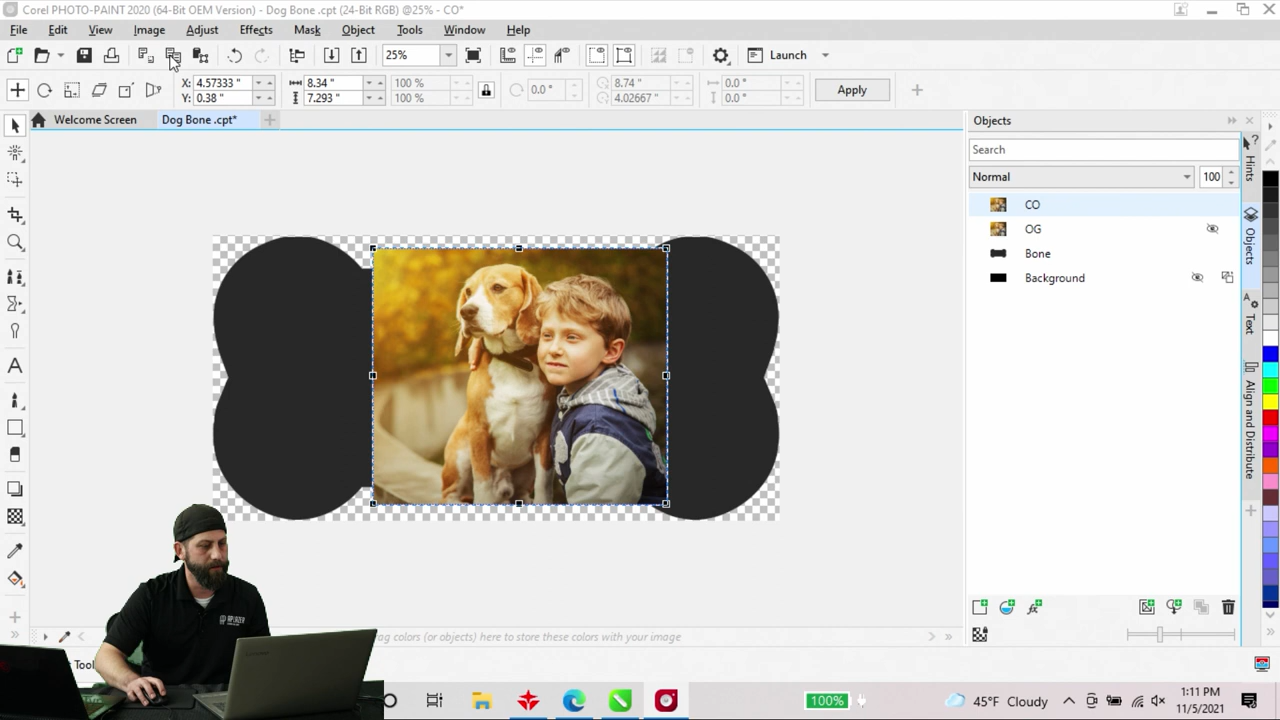 Corel PHOTO-PAINT 2020 (64-Bit OEM Version) - Dog Bone .cpt (24-Bit RGB) @25% - CO*
File Edit View Image Adjust Effects Mask Object Tools Window Help
25% Launch
X: 4.57333 " 8.34 " 100 % 0.0 ° 8.74 " 0.0 " Apply
Y: 0.38 " 7.293 " 100 % 4.02667 " 0.0 "
Welcome Screen Dog Bone .cpt*
Objects
Search
Normal 100
CO
OG
Bone
Background
Hints
Objects
Text
Align and Distribute
ag colors (or objects) here to store these colors with your image
Too
lenovo
100% 45°F Cloudy
1:11 PM
11/5/2021